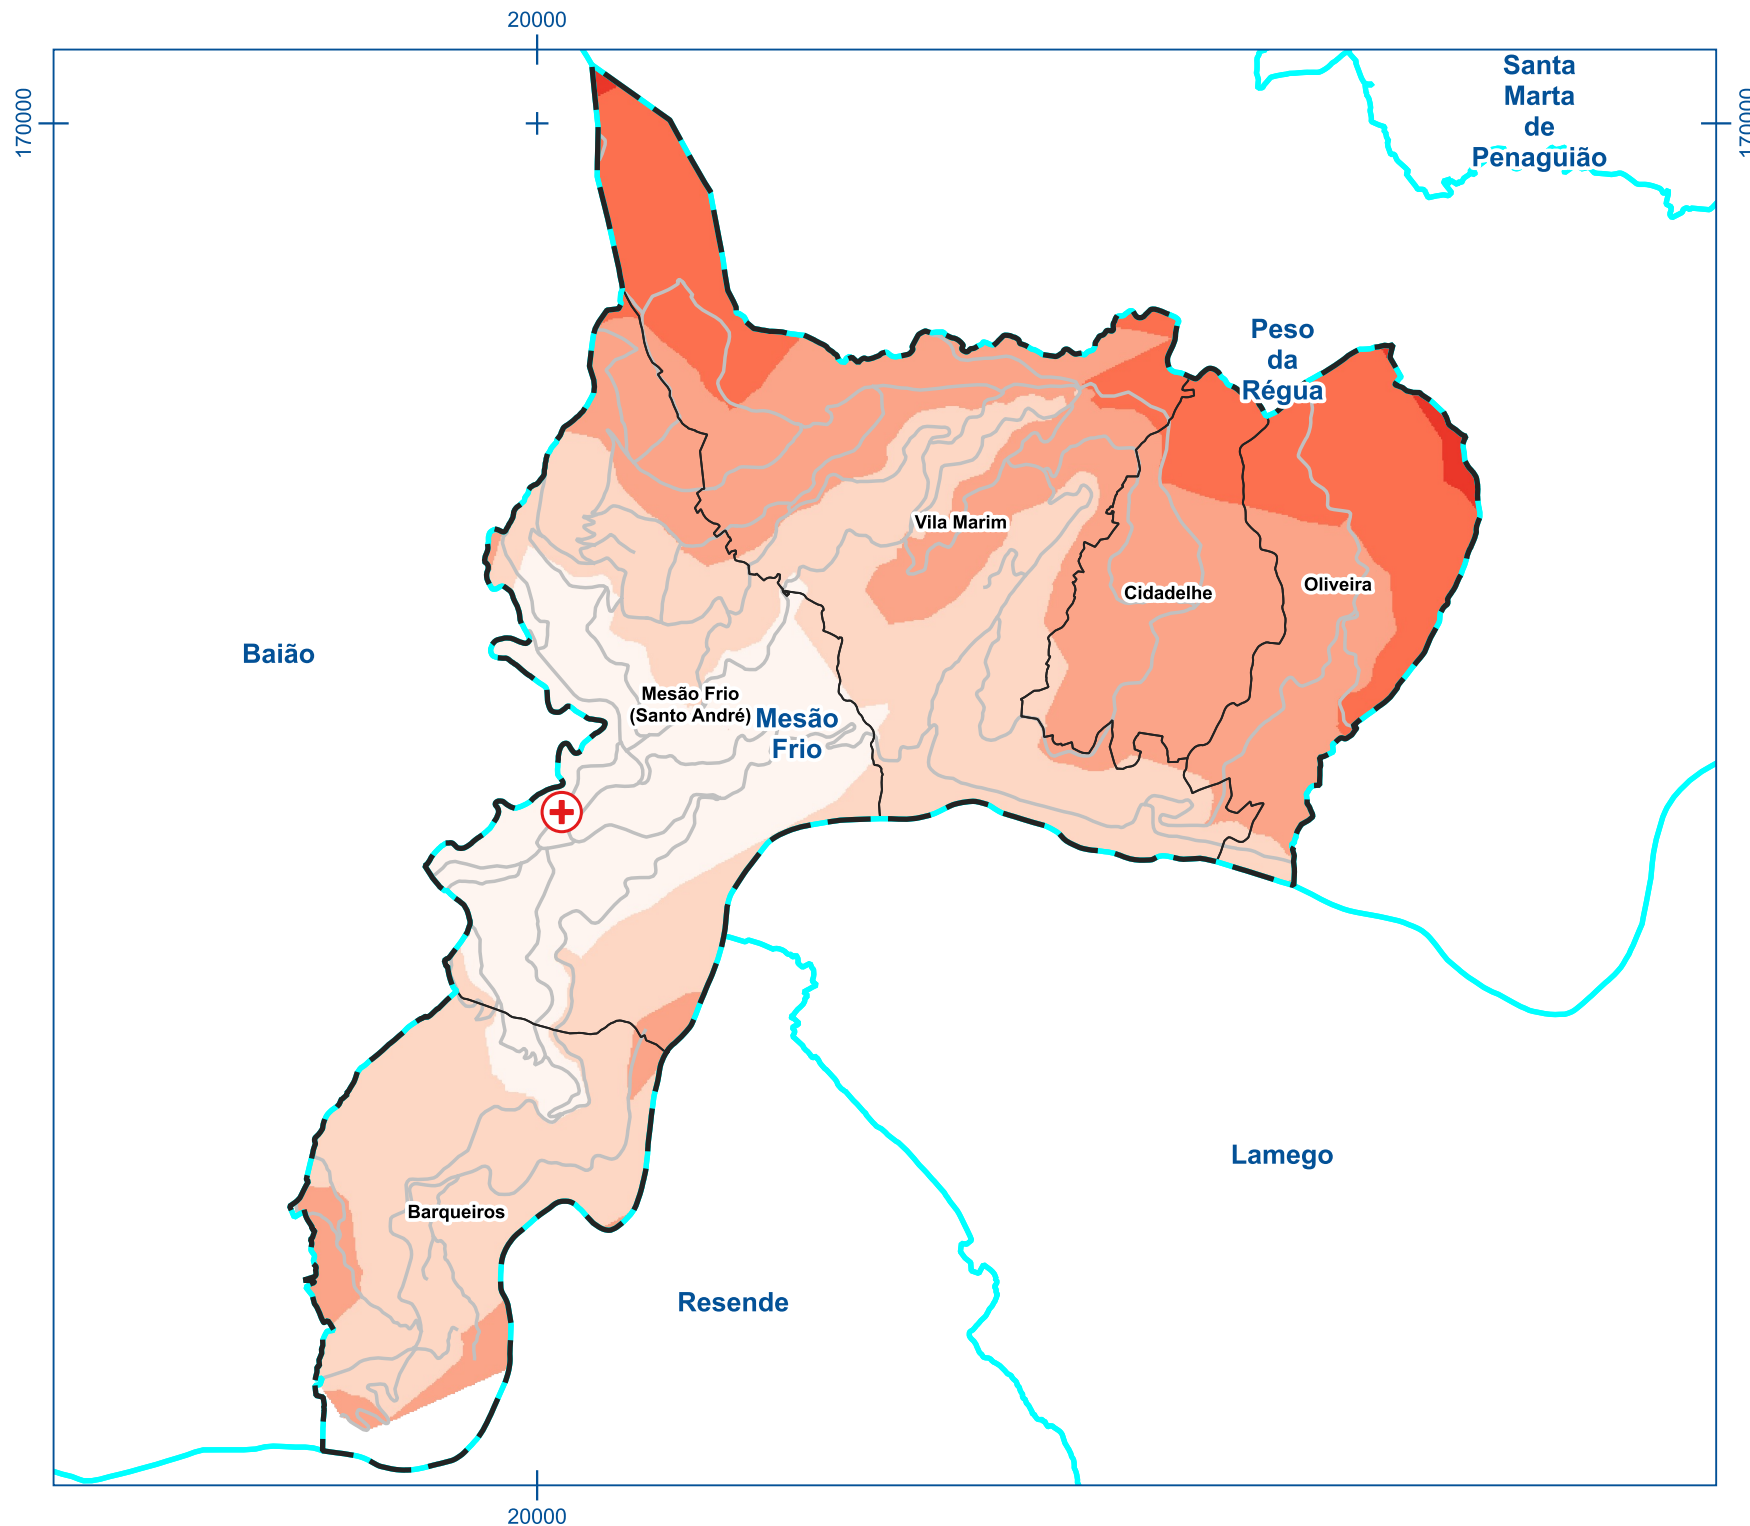 20000
170000
170000
Santa
Marta
de
Penaguião
Peso
da
Régua
Vila Marim
Cidadelhe
Oliveira
Baião
Mesão Frio
(Santo André)
Mesão
Frio
Lamego
Barqueiros
Resende
20000